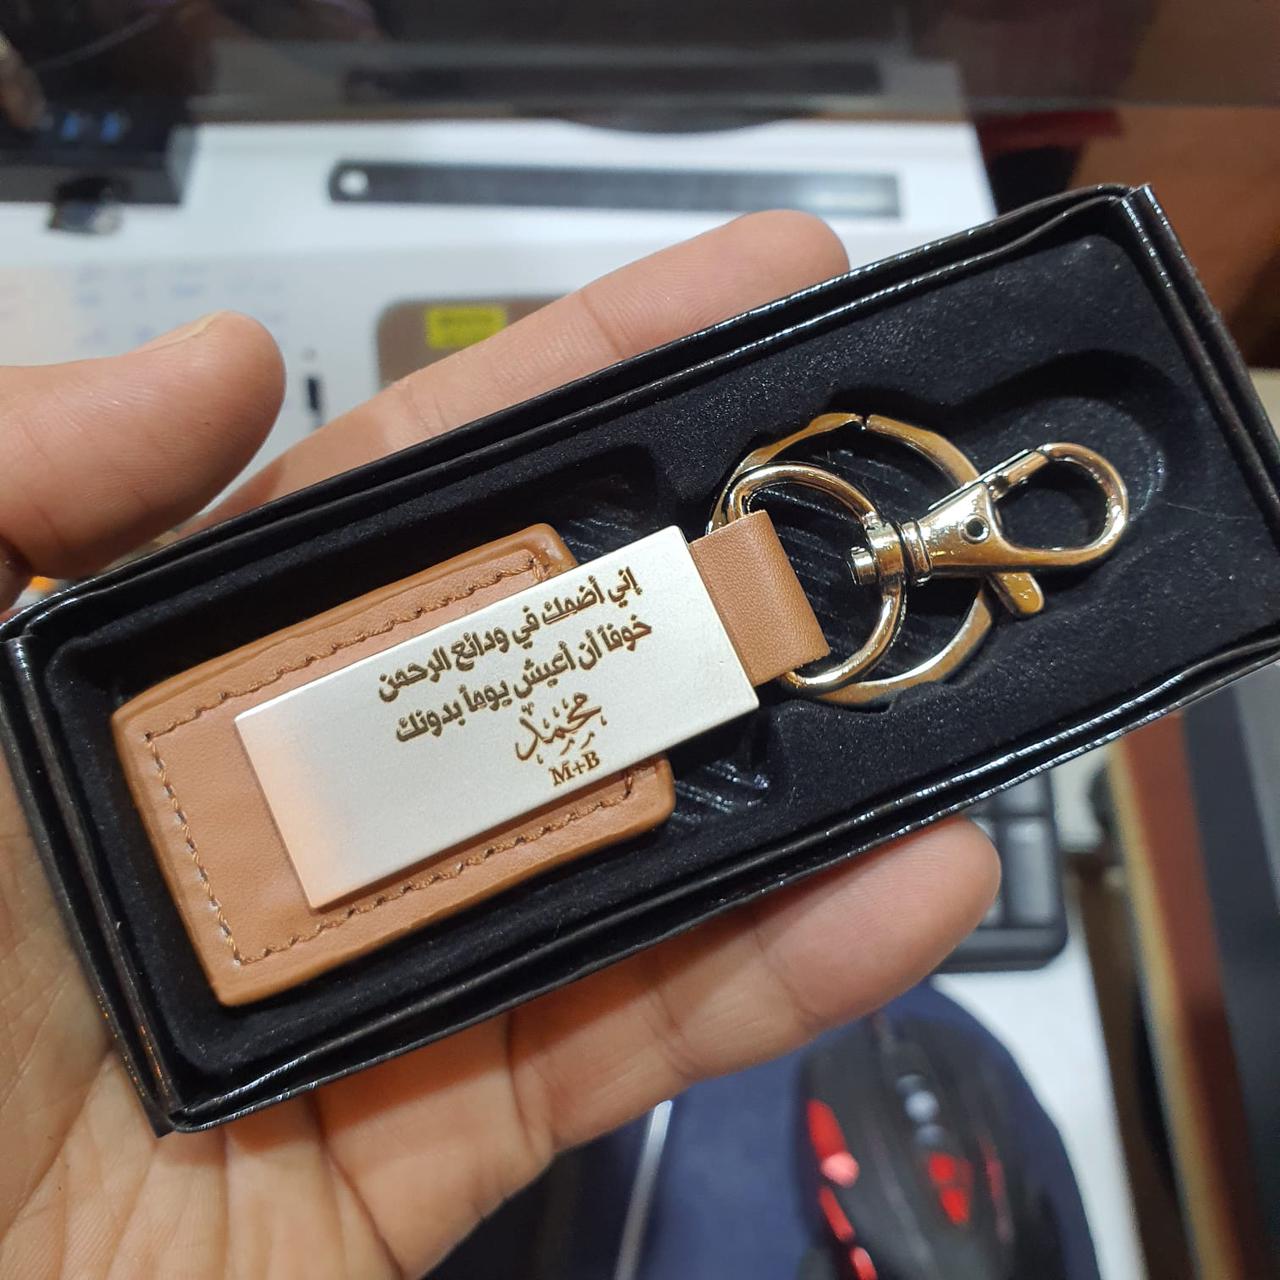 إني أضمك في ودائع الرحمن
خوفاً أن أعيش يوماً بدونك
محمد
M+B